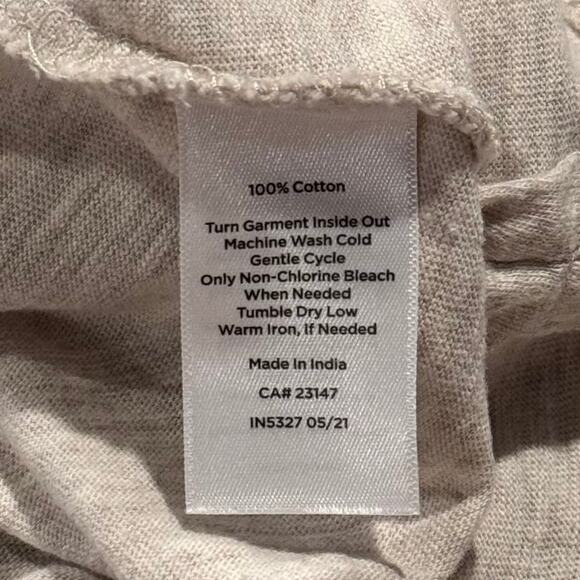 100% Cotton
Turn Garment Inside Out
Machine Wash Cold
Gentle Cycle
Only Non-Chlorine Bleach
When Needed
Tumble Dry Low
Warm Iron, If Needed
Made In India
CA# 23147
IN5327 05/21